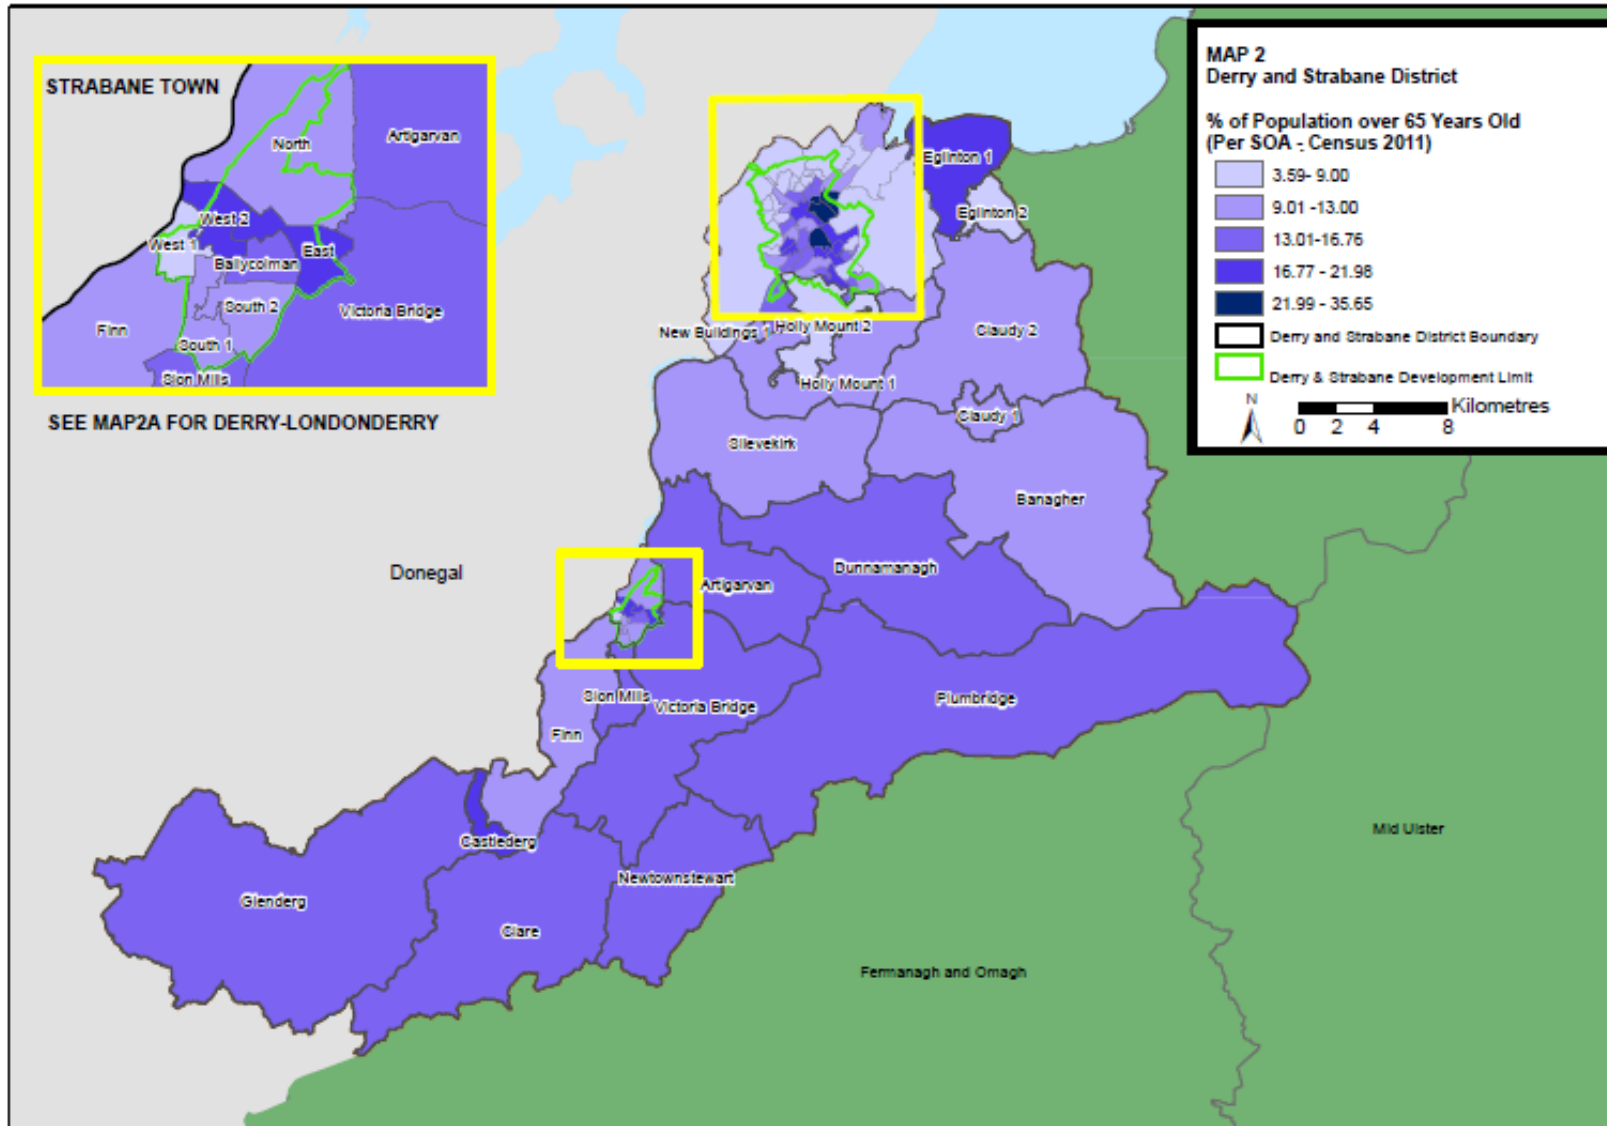 STRABANE TOWN
North
Artigarvan
West 2
West 1
East
Ballycolman
South 2
Victoria Bridge
Finn
South 1
Sion Mills
SEE MAP2A FOR DERRY-LONDONDERRY
MAP 2
Derry and Strabane District
% of Population over 65 Years Old
(Per SOA - Census 2011)
3.59- 9.00
9.01 -13.00
13.01-16.76
16.77 - 21.98
21.99 - 35.65
Derry and Strabane District Boundary
Derry & Strabane Development Limit
N
Kilometres
0 2 4 8
Eglinton 1
Eglinton 2
New Buildings 1
Holly Mount 2
Claudy 2
Holly Mount 1
Claudy 1
Slievekirk
Banagher
Donegal
Dunnamanagh
Artigarvan
Sion Mills
Victoria Bridge
Plumbridge
Finn
Castlederg
Mid Ulster
Newtownstewart
Glenderg
Clare
Fermanagh and Omagh